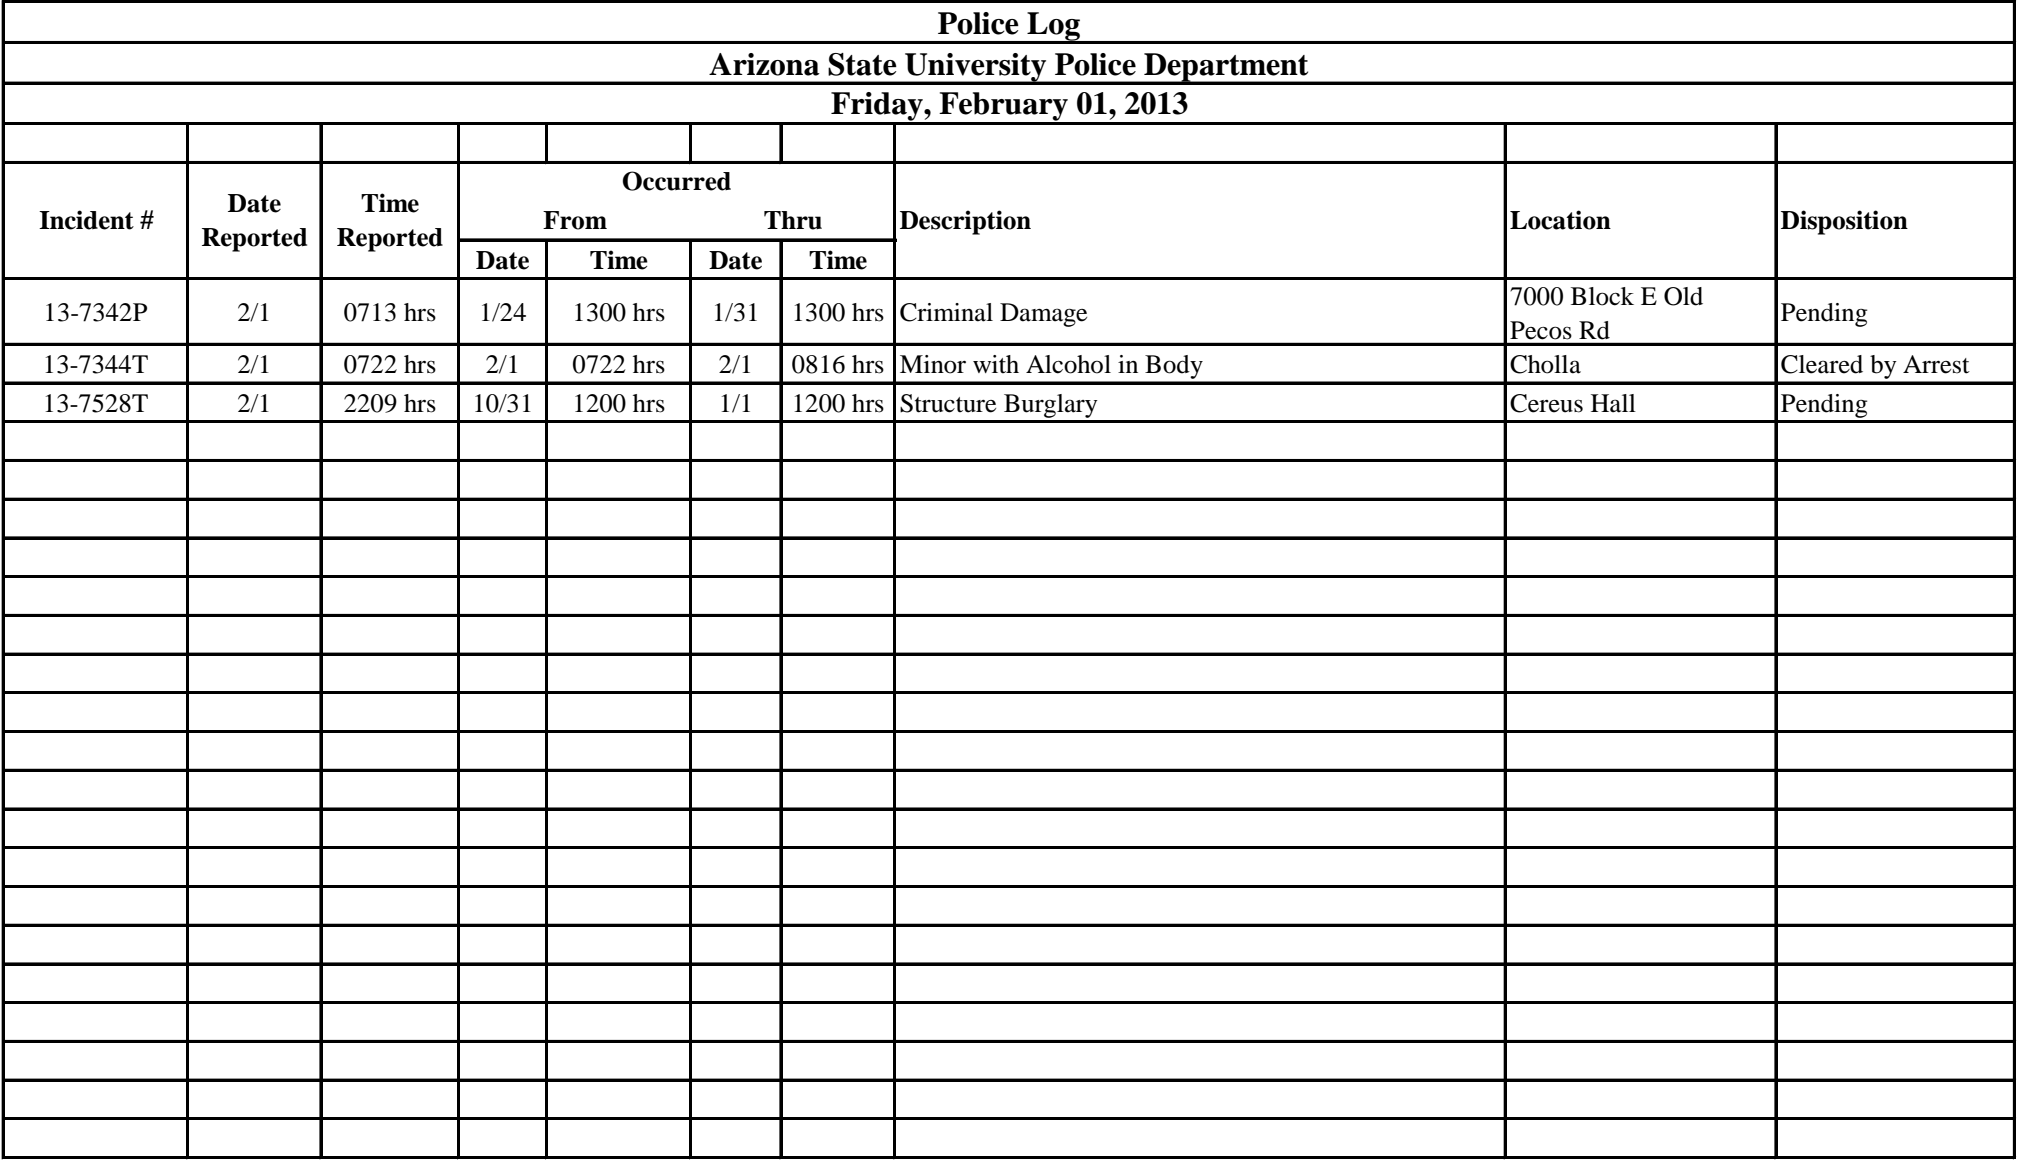 Police Log
Arizona State University Police Department
Friday, February 01, 2013
Incident # Date Reported Time Reported Occurred Description Location Disposition
From Thru
Date Time Date Time
13-7342P 2/1 0713 hrs 1/24 1300 hrs 1/31 1300 hrs Criminal Damage 7000 Block E Old Pecos Rd Pending
13-7344T 2/1 0722 hrs 2/1 0722 hrs 2/1 0816 hrs Minor with Alcohol in Body Cholla Cleared by Arrest
13-7528T 2/1 2209 hrs 10/31 1200 hrs 1/1 1200 hrs Structure Burglary Cereus Hall Pending